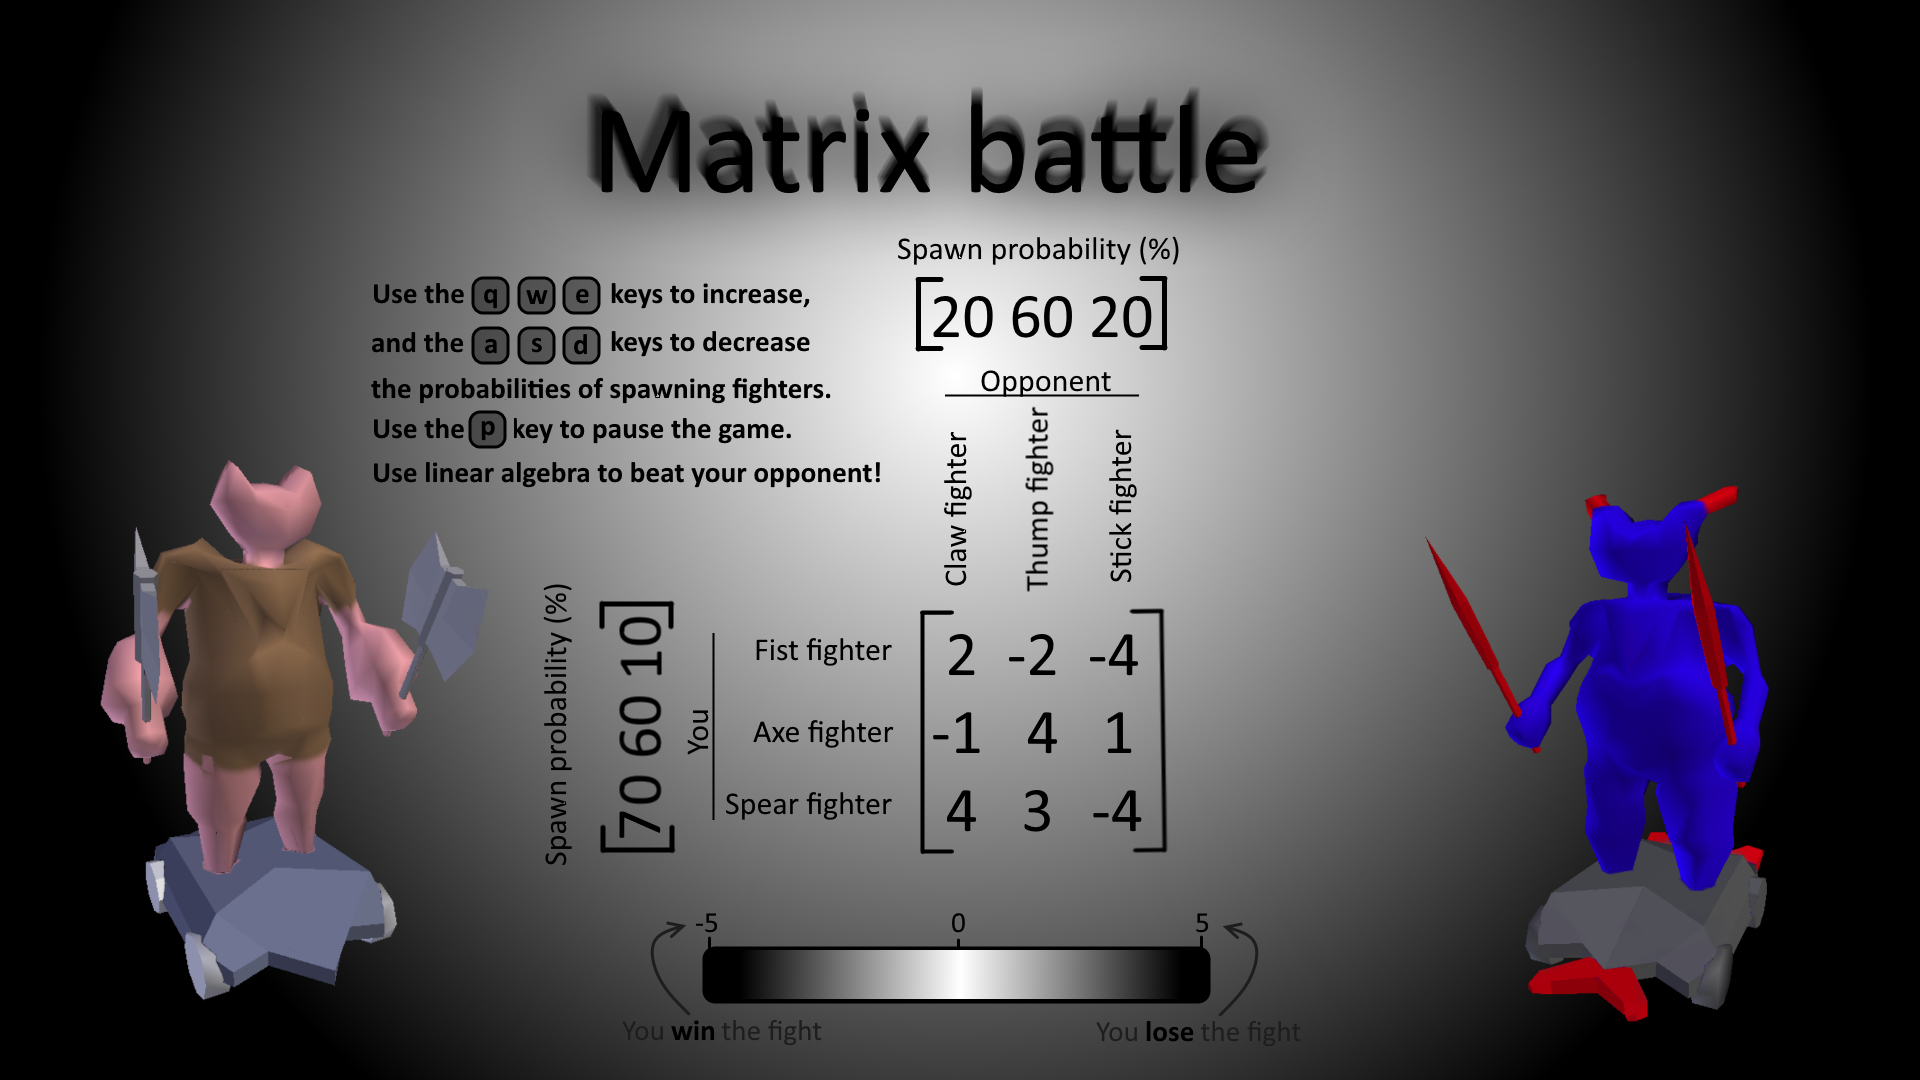 Matrix battle
Use the q w e keys to increase,
and the a s d keys to decrease
the probabilities of spawning fighters.
Use the p key to pause the game.
Use linear algebra to beat your opponent!
Spawn probability (%)
[20 60 20]
Opponent
Claw fighter
Thump fighter
Stick fighter
Spawn probability (%)
[70 60 10]
You
Fist fighter 2 -2 -4
Axe fighter -1 4 1
Spear fighter 4 3 -4
-5 0 5
You win the fight
You lose the fight